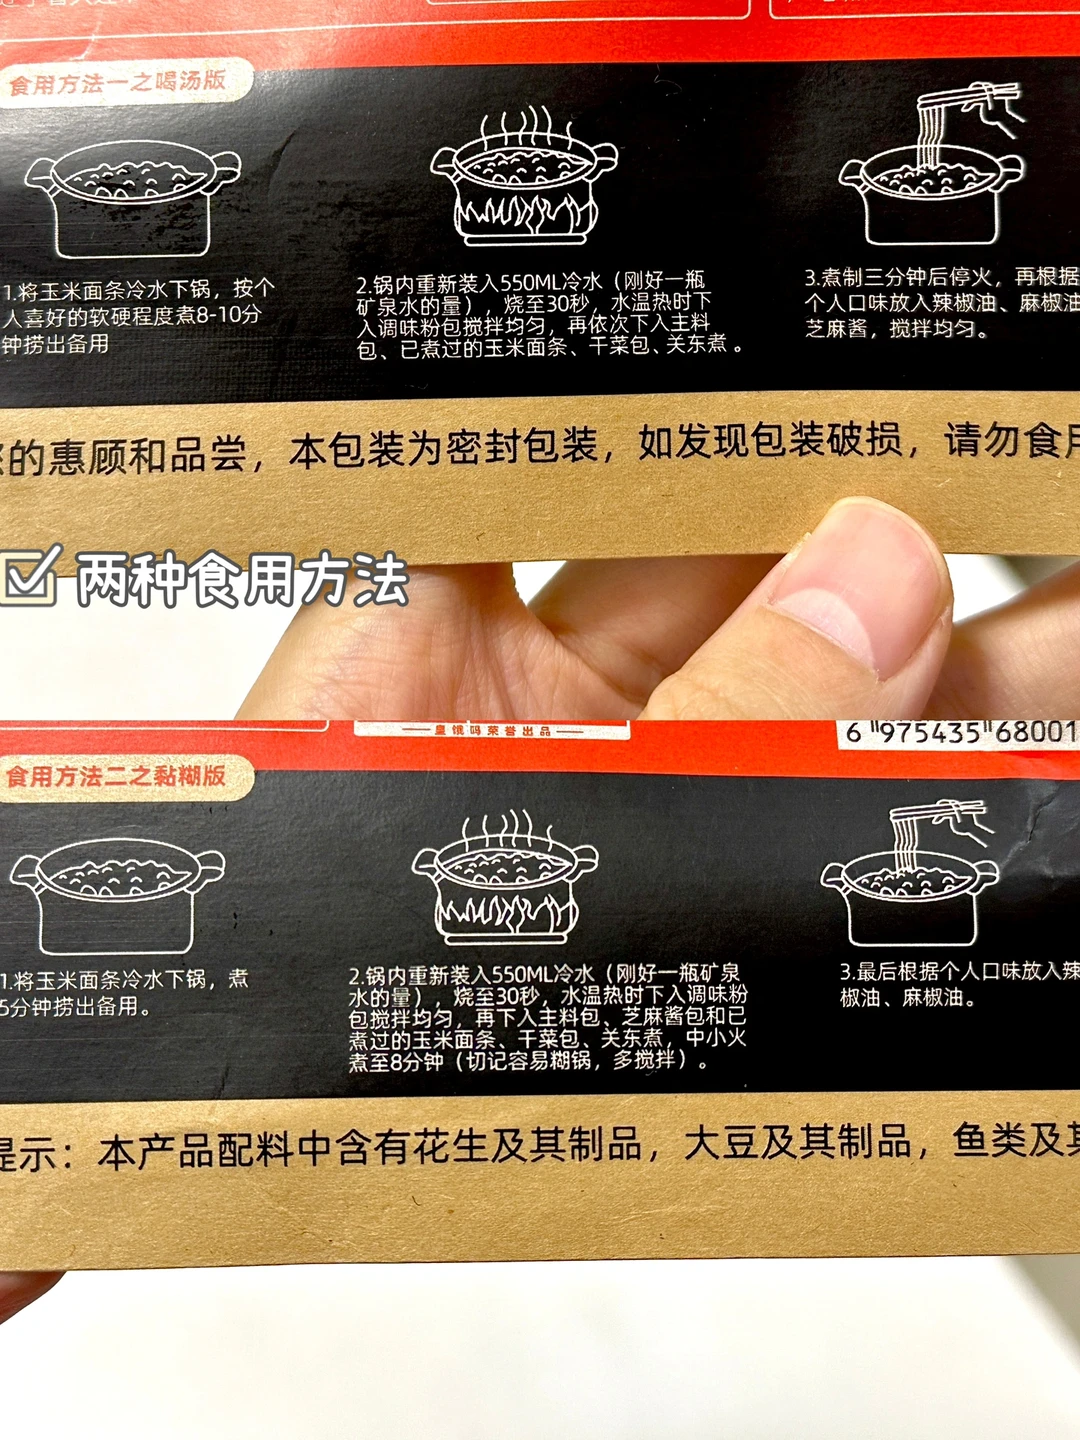 食用方法一之喝汤版
1.将玉米面条冷水下锅，按个
人喜好的软硬程度煮8-10分
钟捞出备用
2.锅内重新装入550ML冷水（刚好一瓶
矿泉水的量），烧至30秒，水温热时下
入调味粉包搅拌均匀，再依次下入主料
包、已煮过的玉米面条、干菜包、关东煮。
3.煮制三分钟后停火，再根据
个人口味放入辣椒油、麻椒油
芝麻酱，搅拌均匀。
的惠顾和品尝，本包装为密封包装，如发现包装破损，请勿食用
两种食用方法
皇饿吗荣誉出品
6 975435 68001
食用方法二之黏糊版
1.将玉米面条冷水下锅，煮
5分钟捞出备用。
2.锅内重新装入550ML冷水（刚好一瓶矿泉
水的量），烧至30秒，水温热时下入调味粉
包搅拌均匀，再下入主料包、芝麻酱包和已
煮过的玉米面条、干菜包、关东煮，中小火
煮至8分钟（切记容易糊锅，多搅拌）。
3.最后根据个人口味放入辣
椒油、麻椒油。
提示：本产品配料中含有花生及其制品，大豆及其制品，鱼类及其